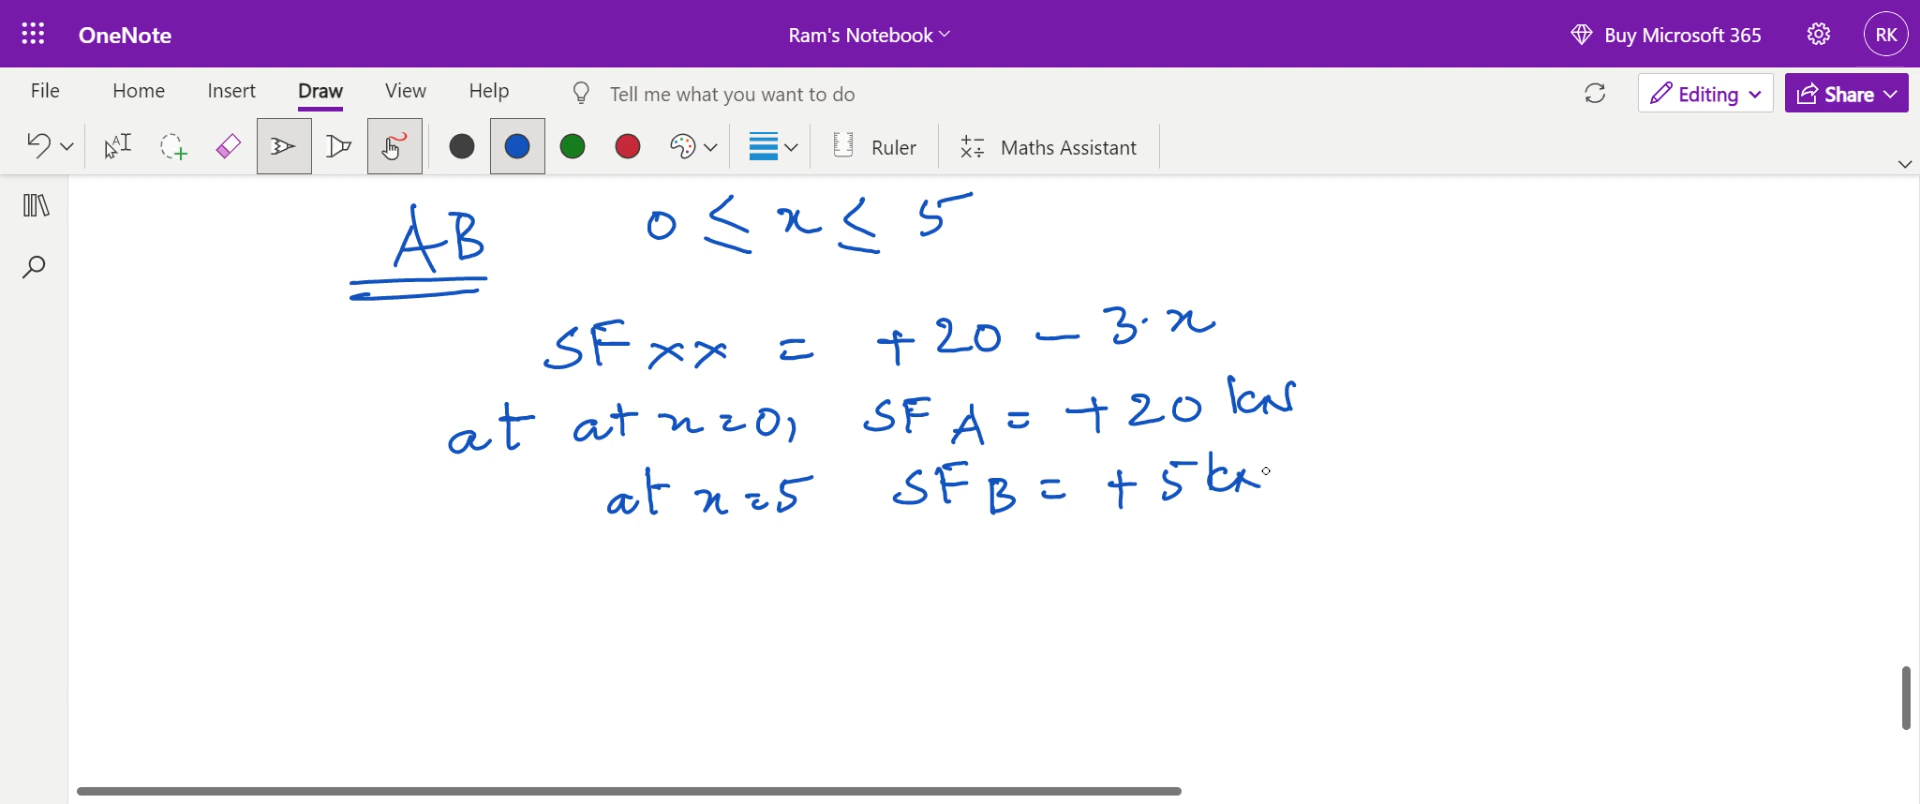 OneNote
Ram's Notebook
Buy Microsoft 365
RK
File Home Insert Draw View Help Tell me what you want to do
Editing
Share
Ruler
Maths Assistant
AB 0 ≤ x ≤ 5
SF xx = +20 - 3·x
at at x=0, SF A = +20 kN
at x=5 SF B = +5 k